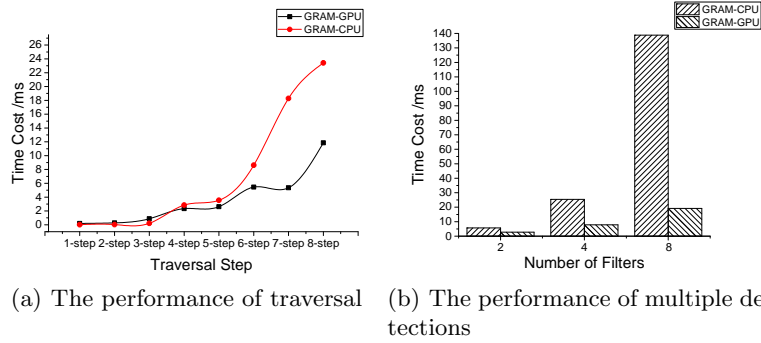 GRAM-GPU
GRAM-CPU
26
24
22
20
18
16
14
12
10
8
6
4
2
0
Time Cost /ms
1-step 2-step 3-step 4-step 5-step 6-step 7-step 8-step
Traversal Step
(a) The performance of traversal
GRAM-CPU
GRAM-GPU
140
130
120
110
100
90
80
70
60
50
40
30
20
10
0
Time Cost /ms
2 4 8
Number of Filters
(b) The performance of multiple de
tections